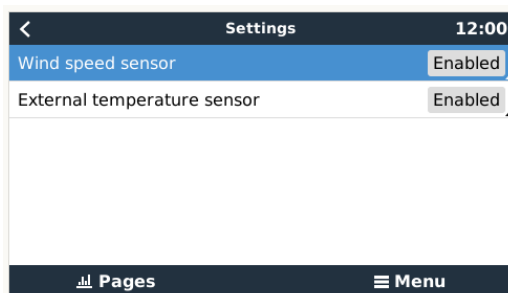 Settings 12:00
Wind speed sensor Enabled
External temperature sensor Enabled
Pages Menu